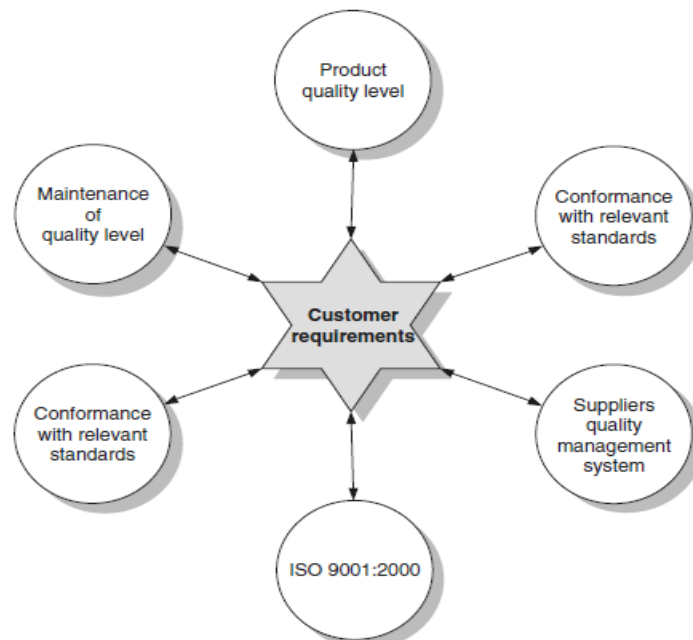 Product
quality level
Maintenance
of
quality level
Conformance
with relevant
standards
Customer
requirements
Conformance
with relevant
standards
Suppliers
quality
management
system
ISO 9001:2000